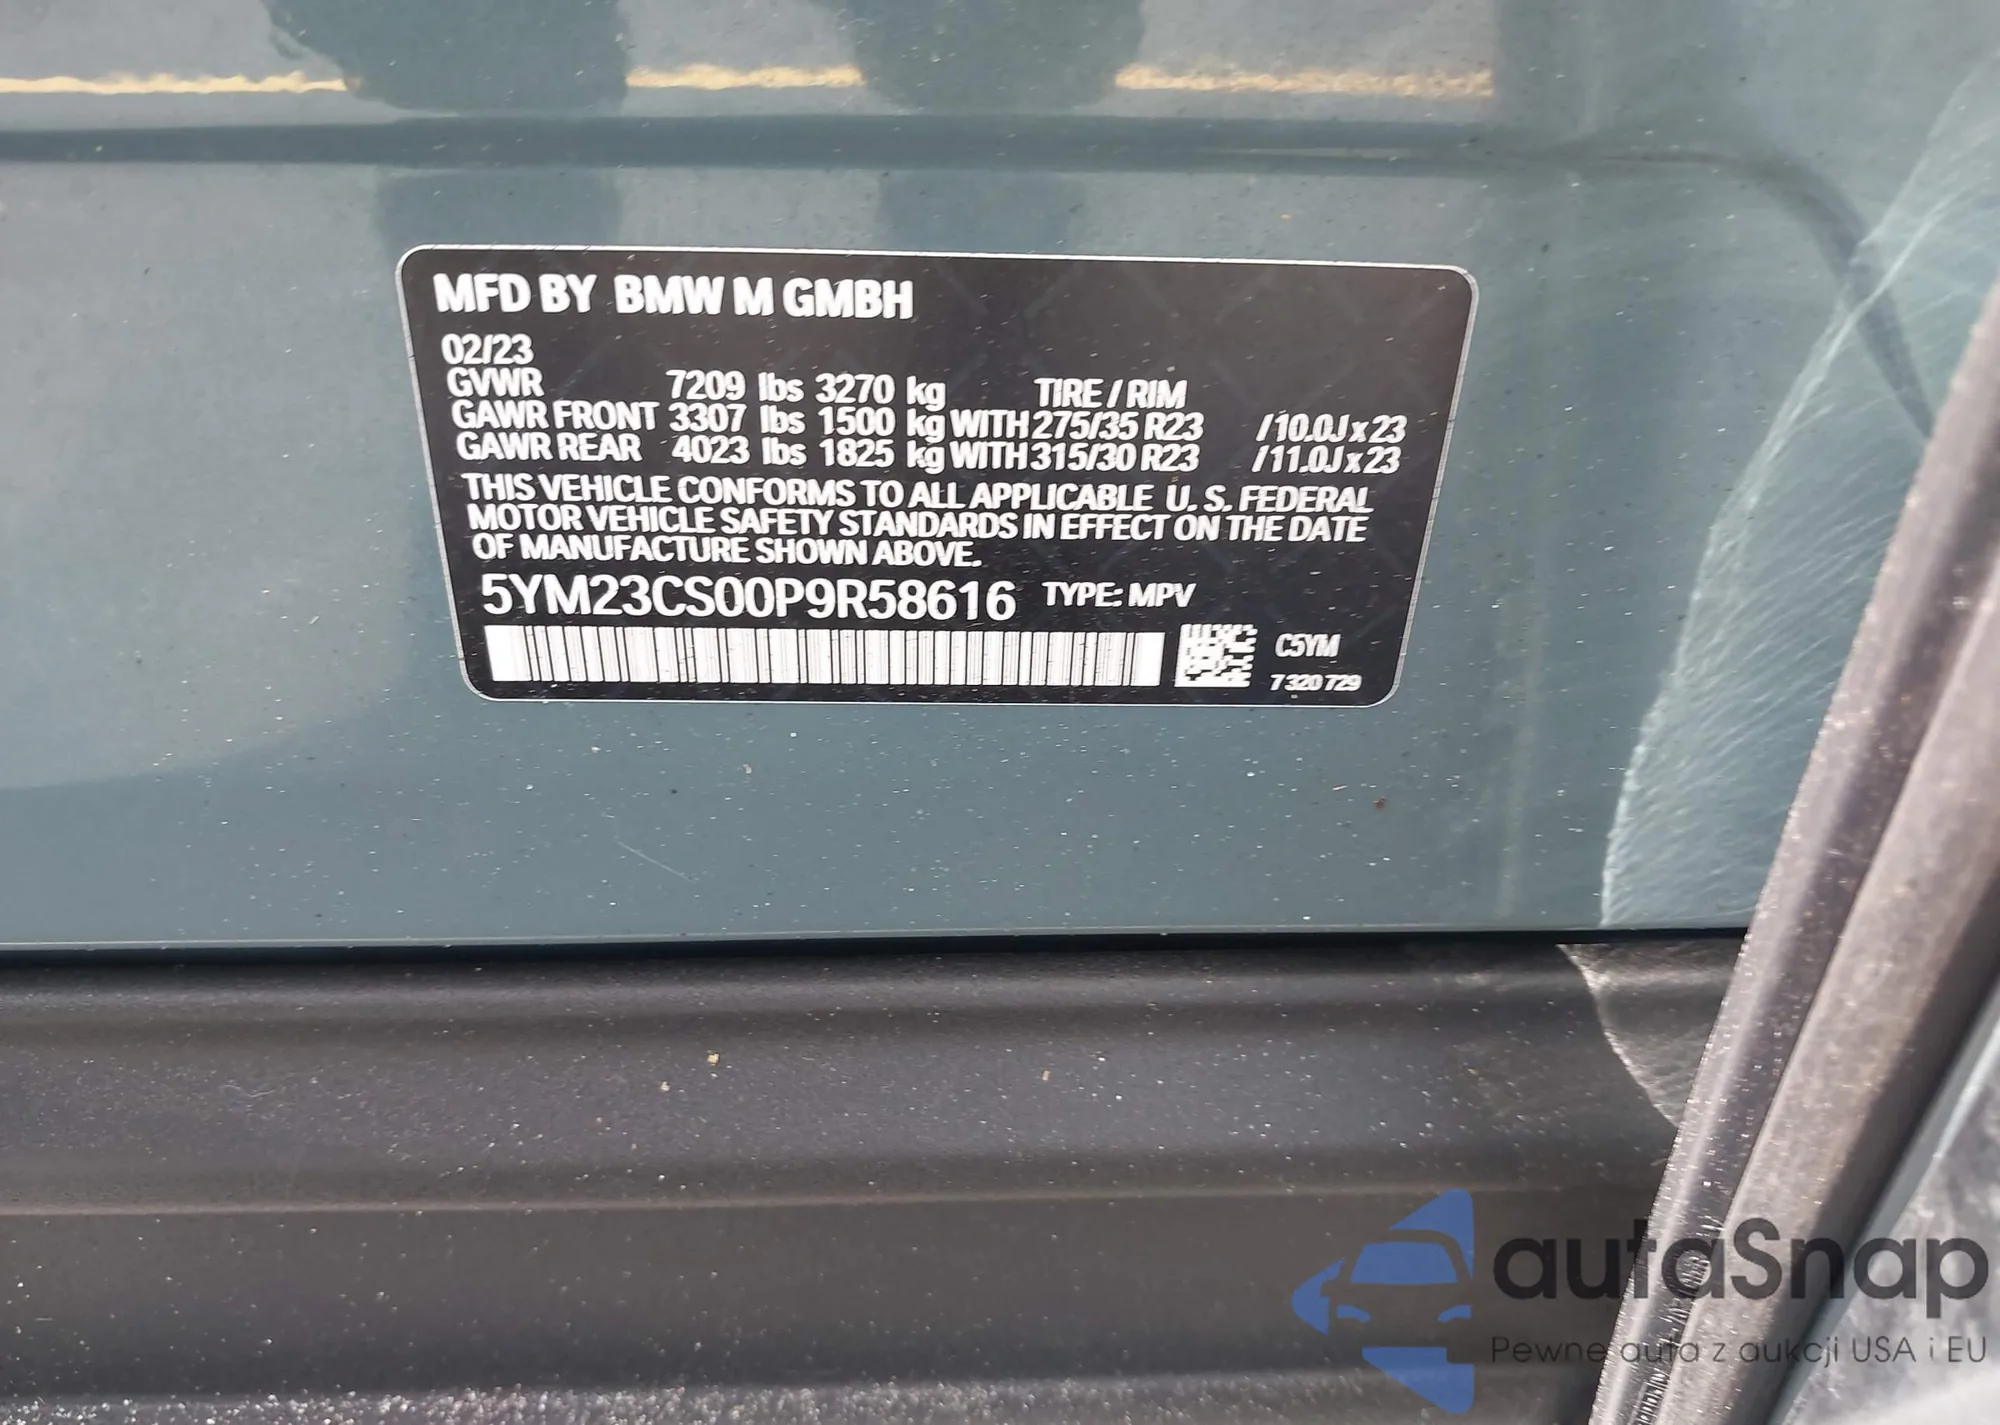 MFD BY BMW M GMBH
02/23
GVWR 7209 lbs 3270 kg TIRE / RIM
GAWR FRONT 3307 lbs 1500 kg WITH 275/35 R23 /10.0J x 23
GAWR REAR 4023 lbs 1825 kg WITH 315/30 R23 /11.0J x 23
THIS VEHICLE CONFORMS TO ALL APPLICABLE U. S. FEDERAL
MOTOR VEHICLE SAFETY STANDARDS IN EFFECT ON THE DATE
OF MANUFACTURE SHOWN ABOVE.
5YM23CS00P9R58616 TYPE: MPV
C5YM
7 320 729
autaSnap
Pewne auta z aukcji USA i EU